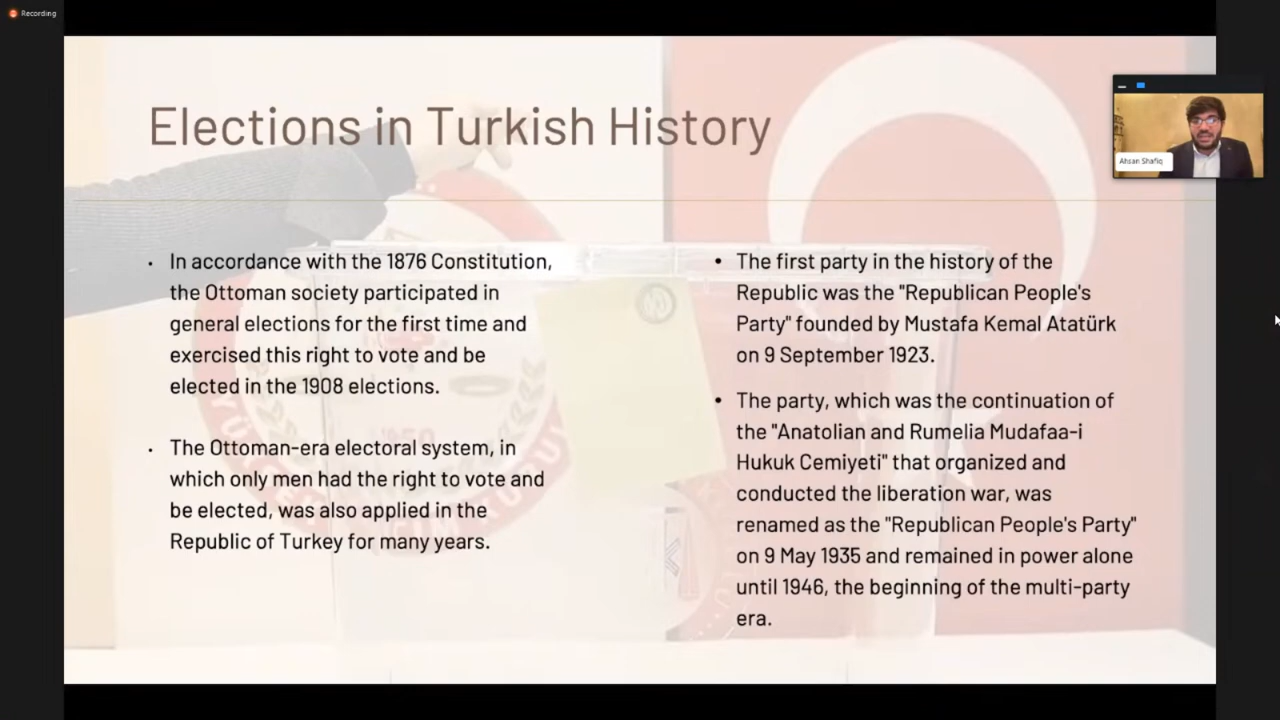 Recording
Elections in Turkish History
Ahsan Shafiq
• In accordance with the 1876 Constitution,
the Ottoman society participated in
general elections for the first time and
exercised this right to vote and be
elected in the 1908 elections.
• The Ottoman-era electoral system, in
which only men had the right to vote and
be elected, was also applied in the
Republic of Turkey for many years.
• The first party in the history of the
Republic was the "Republican People's
Party" founded by Mustafa Kemal Atatürk
on 9 September 1923.
• The party, which was the continuation of
the "Anatolian and Rumelia Mudafaa-i
Hukuk Cemiyeti" that organized and
conducted the liberation war, was
renamed as the "Republican People's Party"
on 9 May 1935 and remained in power alone
until 1946, the beginning of the multi-party
era.